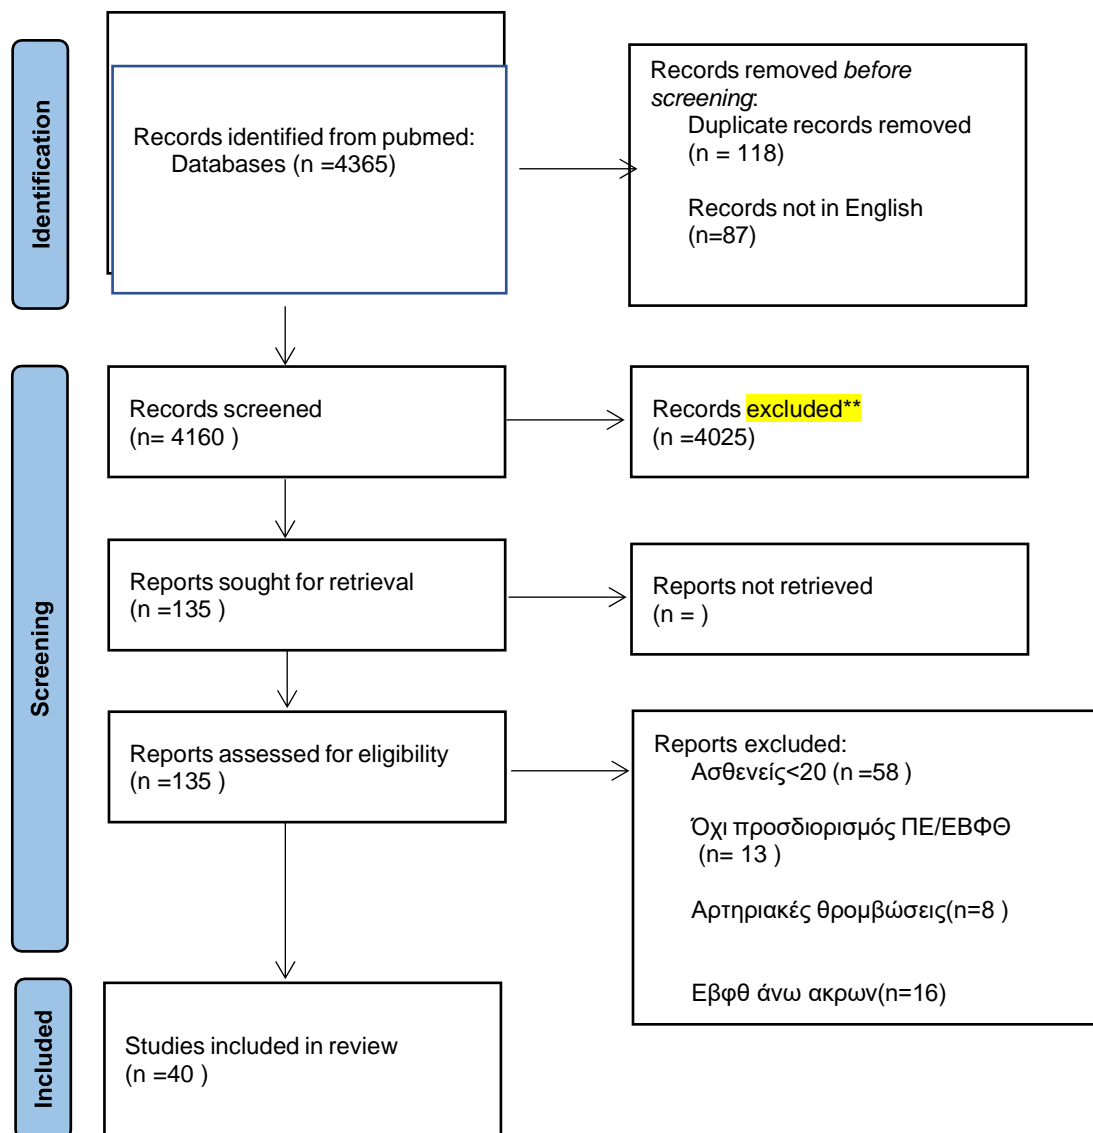 Identification
Records identified from pubmed:
Databases (n =4365)
Records removed before
screening:
Duplicate records removed
(n = 118)
Records not in English
(n=87)
Screening
Records screened
(n= 4160 )
Records excluded**
(n =4025)
Reports sought for retrieval
(n =135 )
Reports not retrieved
(n = )
Reports assessed for eligibility
(n =135 )
Reports excluded:
Ασθενείς<20 (n =58 )
Όχι προσδιορισμός ΠΕ/ΕΒΦΘ
(n= 13 )
Αρτηριακές θρομβώσεις(n=8 )
Εβφθ άνω ακρων(n=16)
Included
Studies included in review
(n =40 )